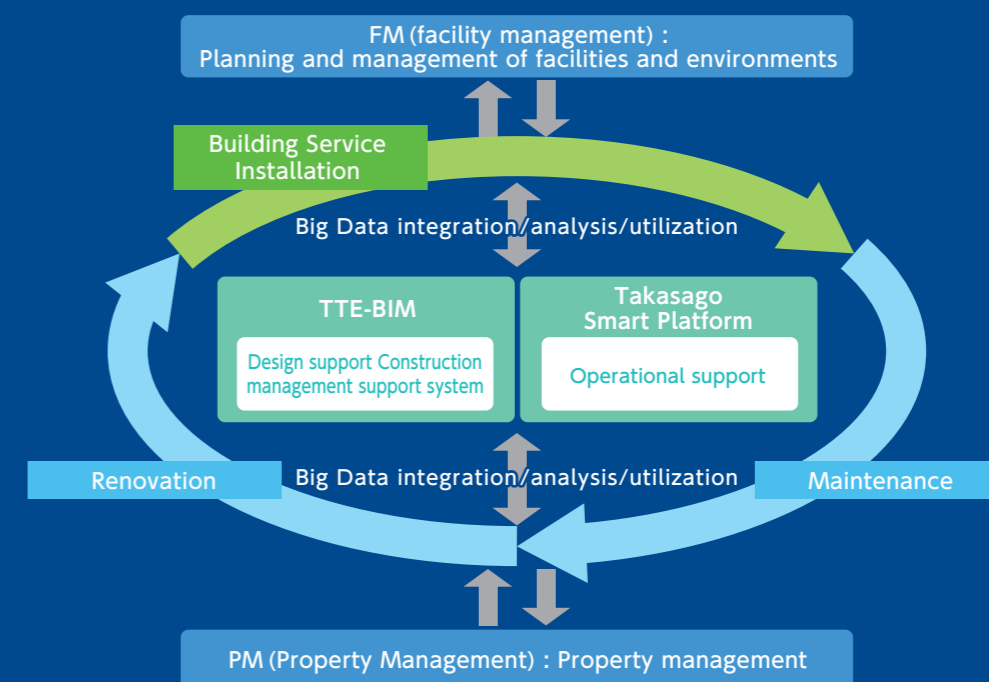 FM (facility management) :
Planning and management of facilities and environments
Building Service
Installation
Big Data integration/analysis/utilization
TTE-BIM
Design support Construction
management support system
Takasago
Smart Platform
Operational support
Renovation
Big Data integration/analysis/utilization
Maintenance
PM (Property Management) : Property management